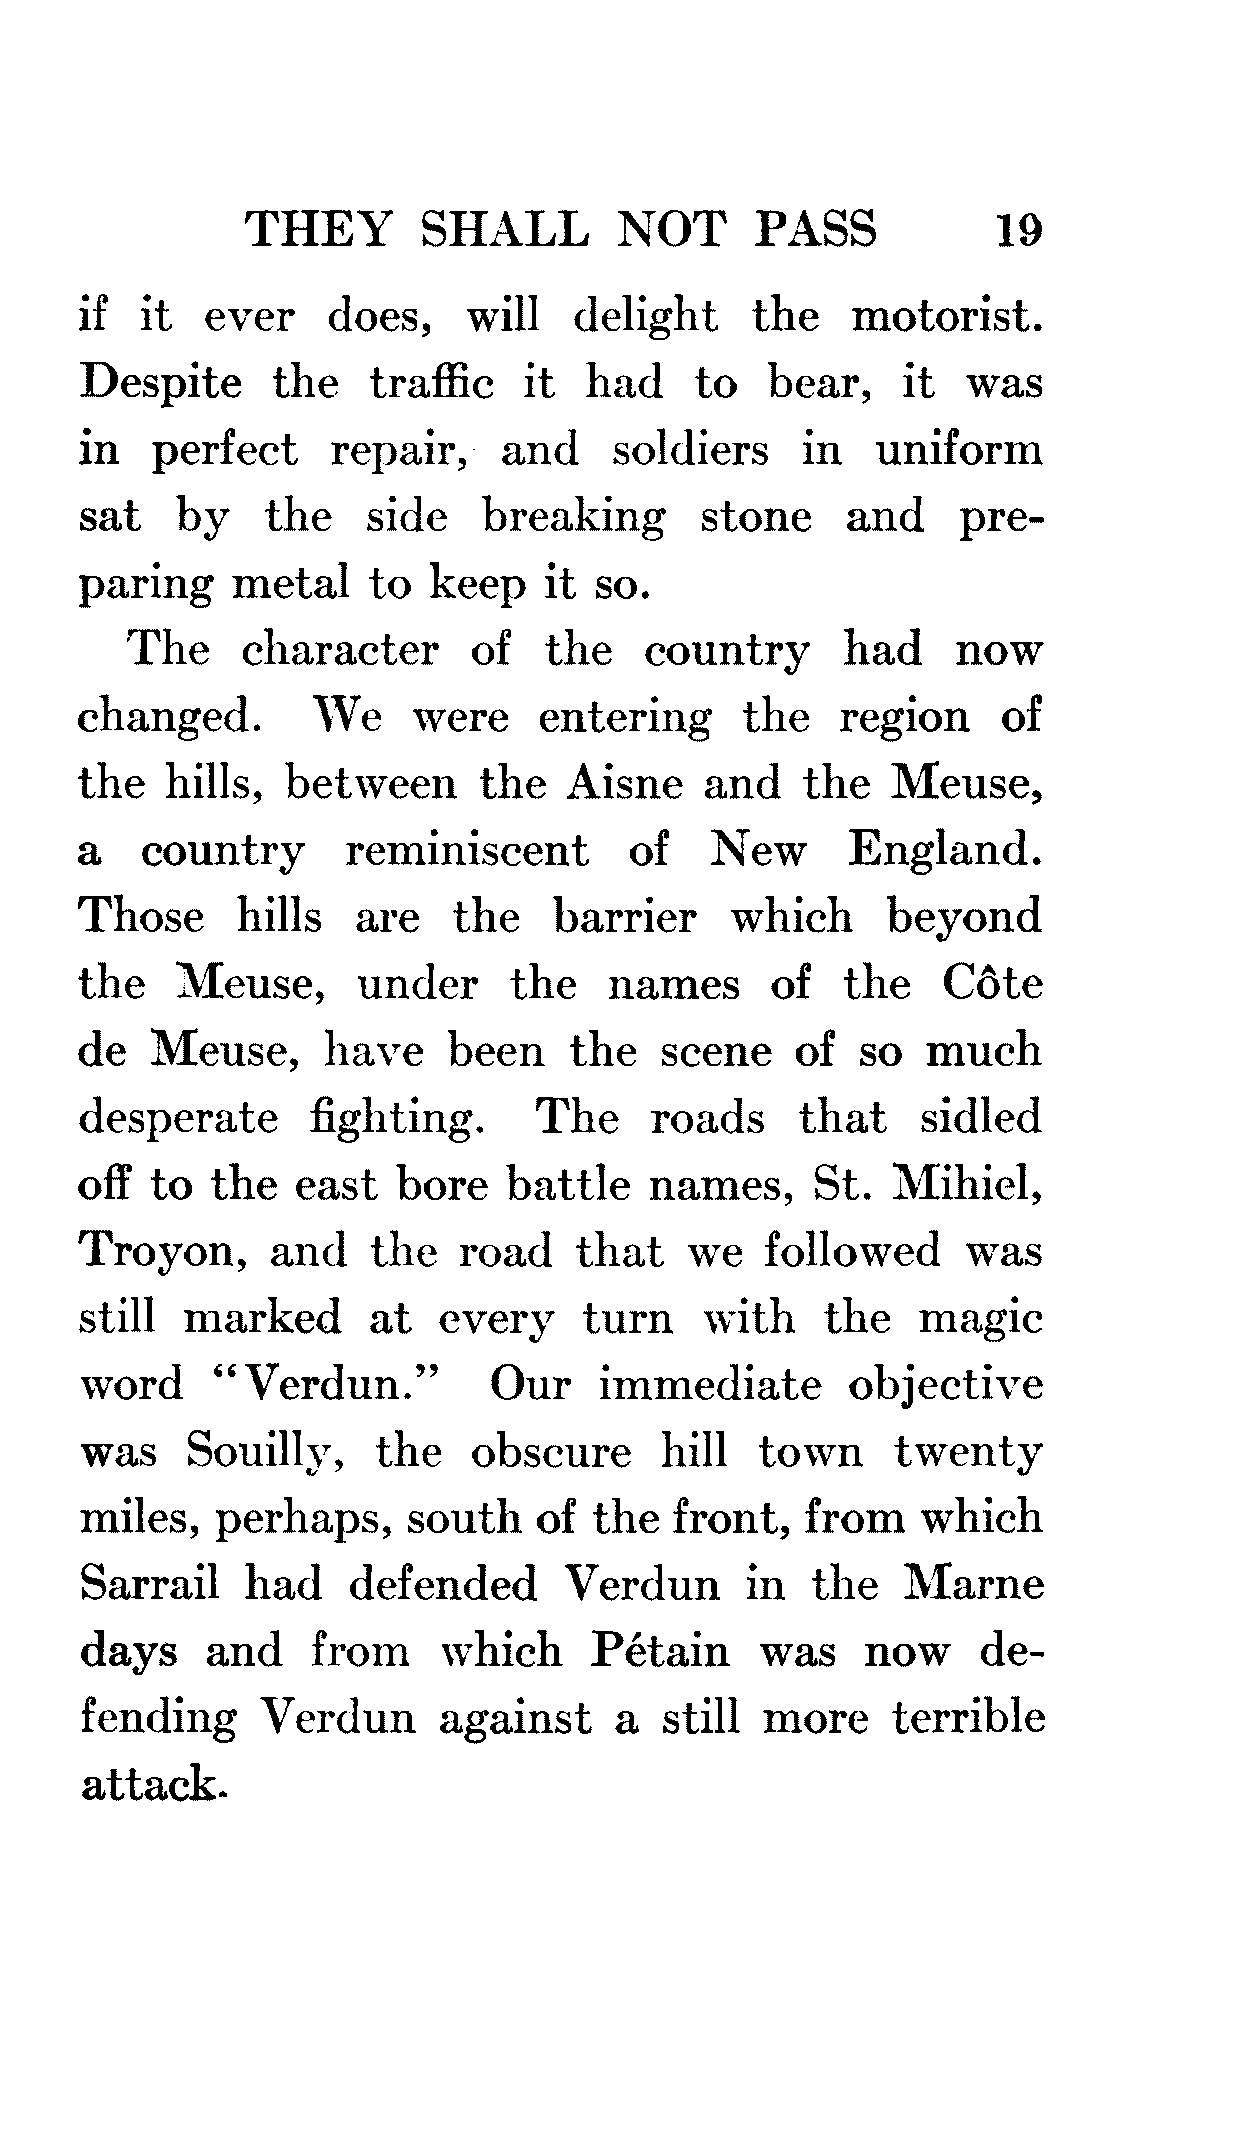 THEY SHALL NOT PASS 19
if it ever does, will delight the motorist.
Despite the traffic it had to bear, it was
in perfect repair, and soldiers in uniform
sat by the side breaking stone and pre-
paring metal to keep it so.
The character of the country had now
changed. We were entering the region of
the hills, between the Aisne and the Meuse,
a country reminiscent of New England.
Those hills are the barrier which beyond
the Meuse, under the names of the Côte
de Meuse, have been the scene of so much
desperate fighting. The roads that sidled
off to the east bore battle names, St. Mihiel,
Troyon, and the road that we followed was
still marked at every turn with the magic
word "Verdun." Our immediate objective
was Souilly, the obscure hill town twenty
miles, perhaps, south of the front, from which
Sarrail had defended Verdun in the Marne
days and from which Pétain was now de-
fending Verdun against a still more terrible
attack.